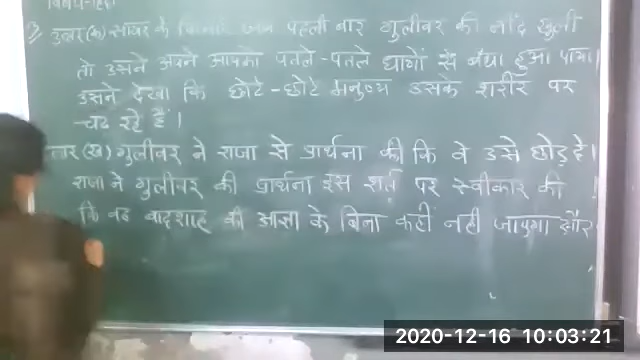 उत्तर (क) सागर के किनारे जब पहली बार गुलीवर की नींद खुली
तो उसने अपने आपको पतले-पतले धागों से बँधा हुआ पाया।
उसने देखा कि छोटे-छोटे मनुष्य उसके शरीर पर
चढ़ रहे हैं।
उत्तर (ख) गुलीवर ने राजा से प्रार्थना की कि वे उसे छोड़ दे।
राजा ने गुलीवर की प्रार्थना इस शर्त पर स्वीकार की
कि वह बादशाह की आज्ञा के बिना कहीं नहीं जाएगा और
2020-12-16 10:03:21